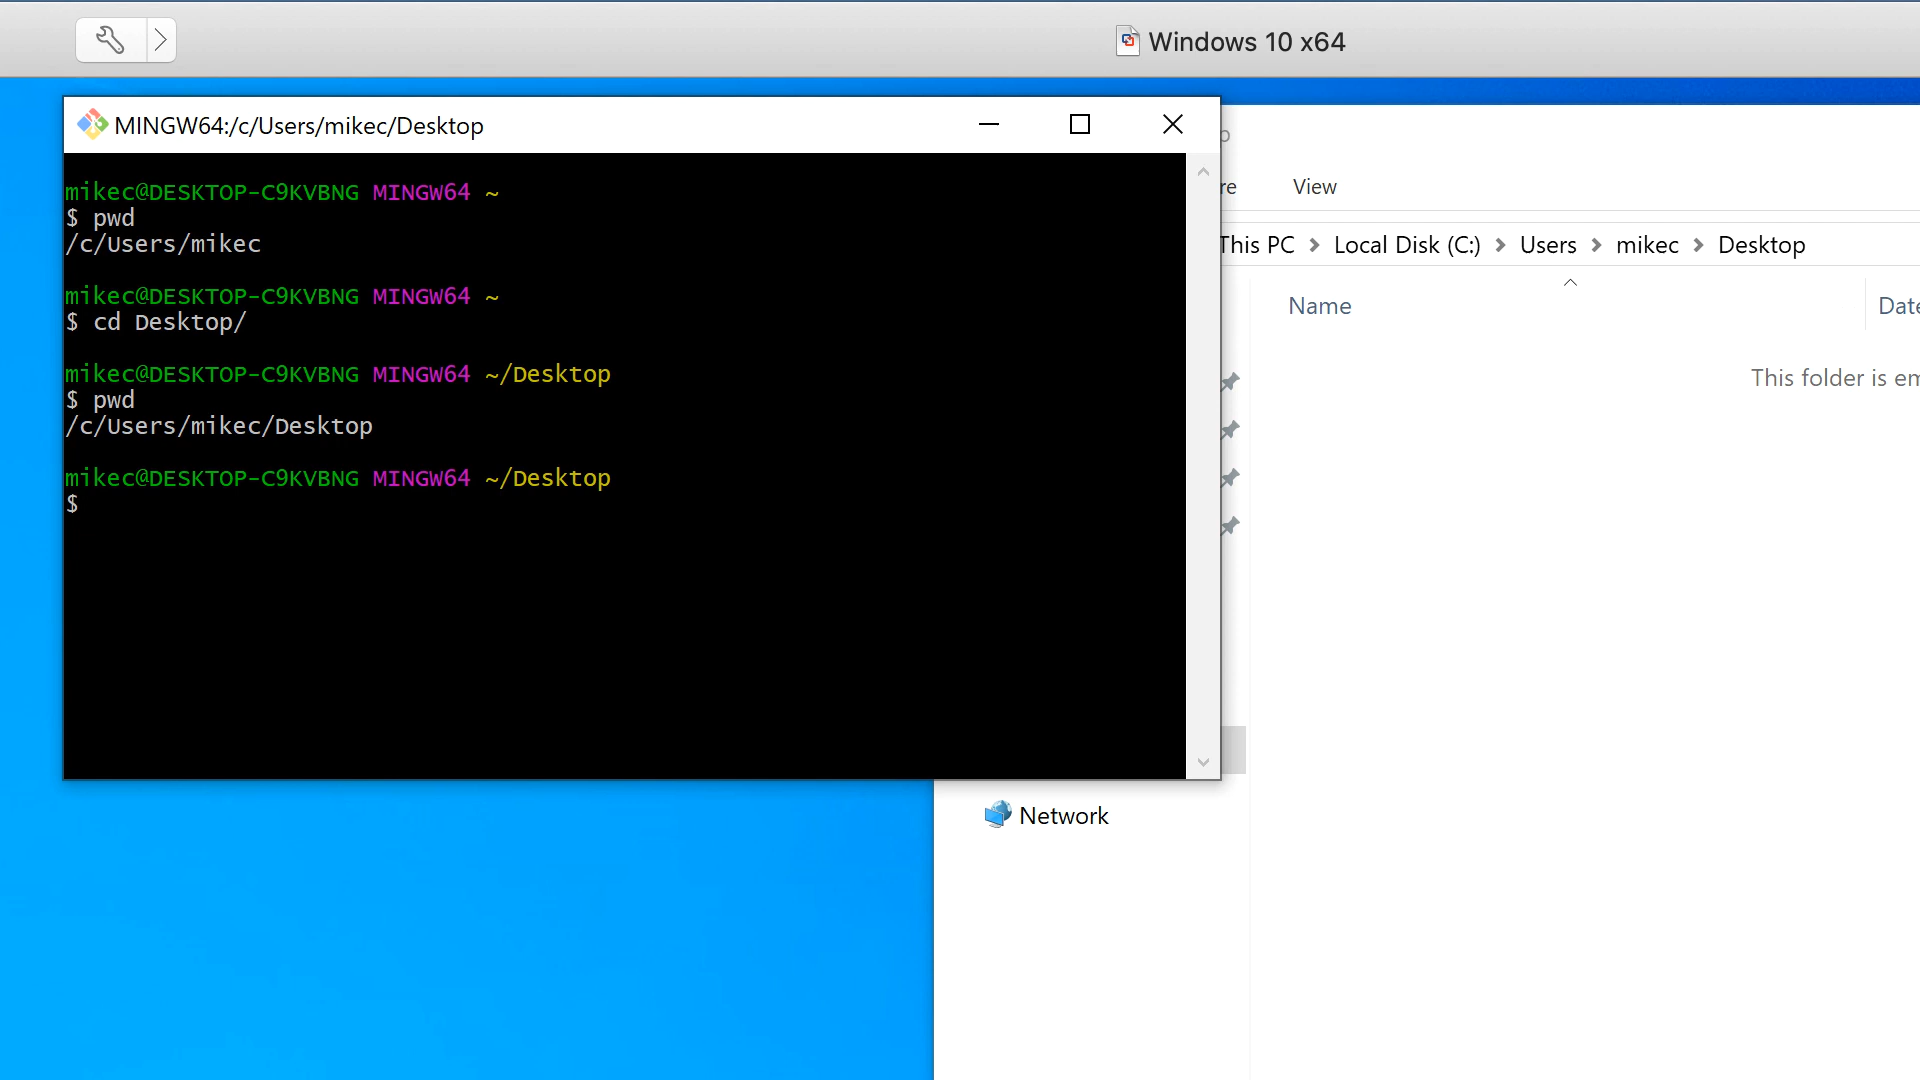 Windows 10 x64
MINGW64:/c/Users/mikec/Desktop
mikec@DESKTOP-C9KVBNG MINGW64 ~
$ pwd
/c/Users/mikec
mikec@DESKTOP-C9KVBNG MINGW64 ~
$ cd Desktop/
mikec@DESKTOP-C9KVBNG MINGW64 ~/Desktop
$ pwd
/c/Users/mikec/Desktop
mikec@DESKTOP-C9KVBNG MINGW64 ~/Desktop
$
View
This PC > Local Disk (C:) > Users > mikec > Desktop
Name
This folder is
Network